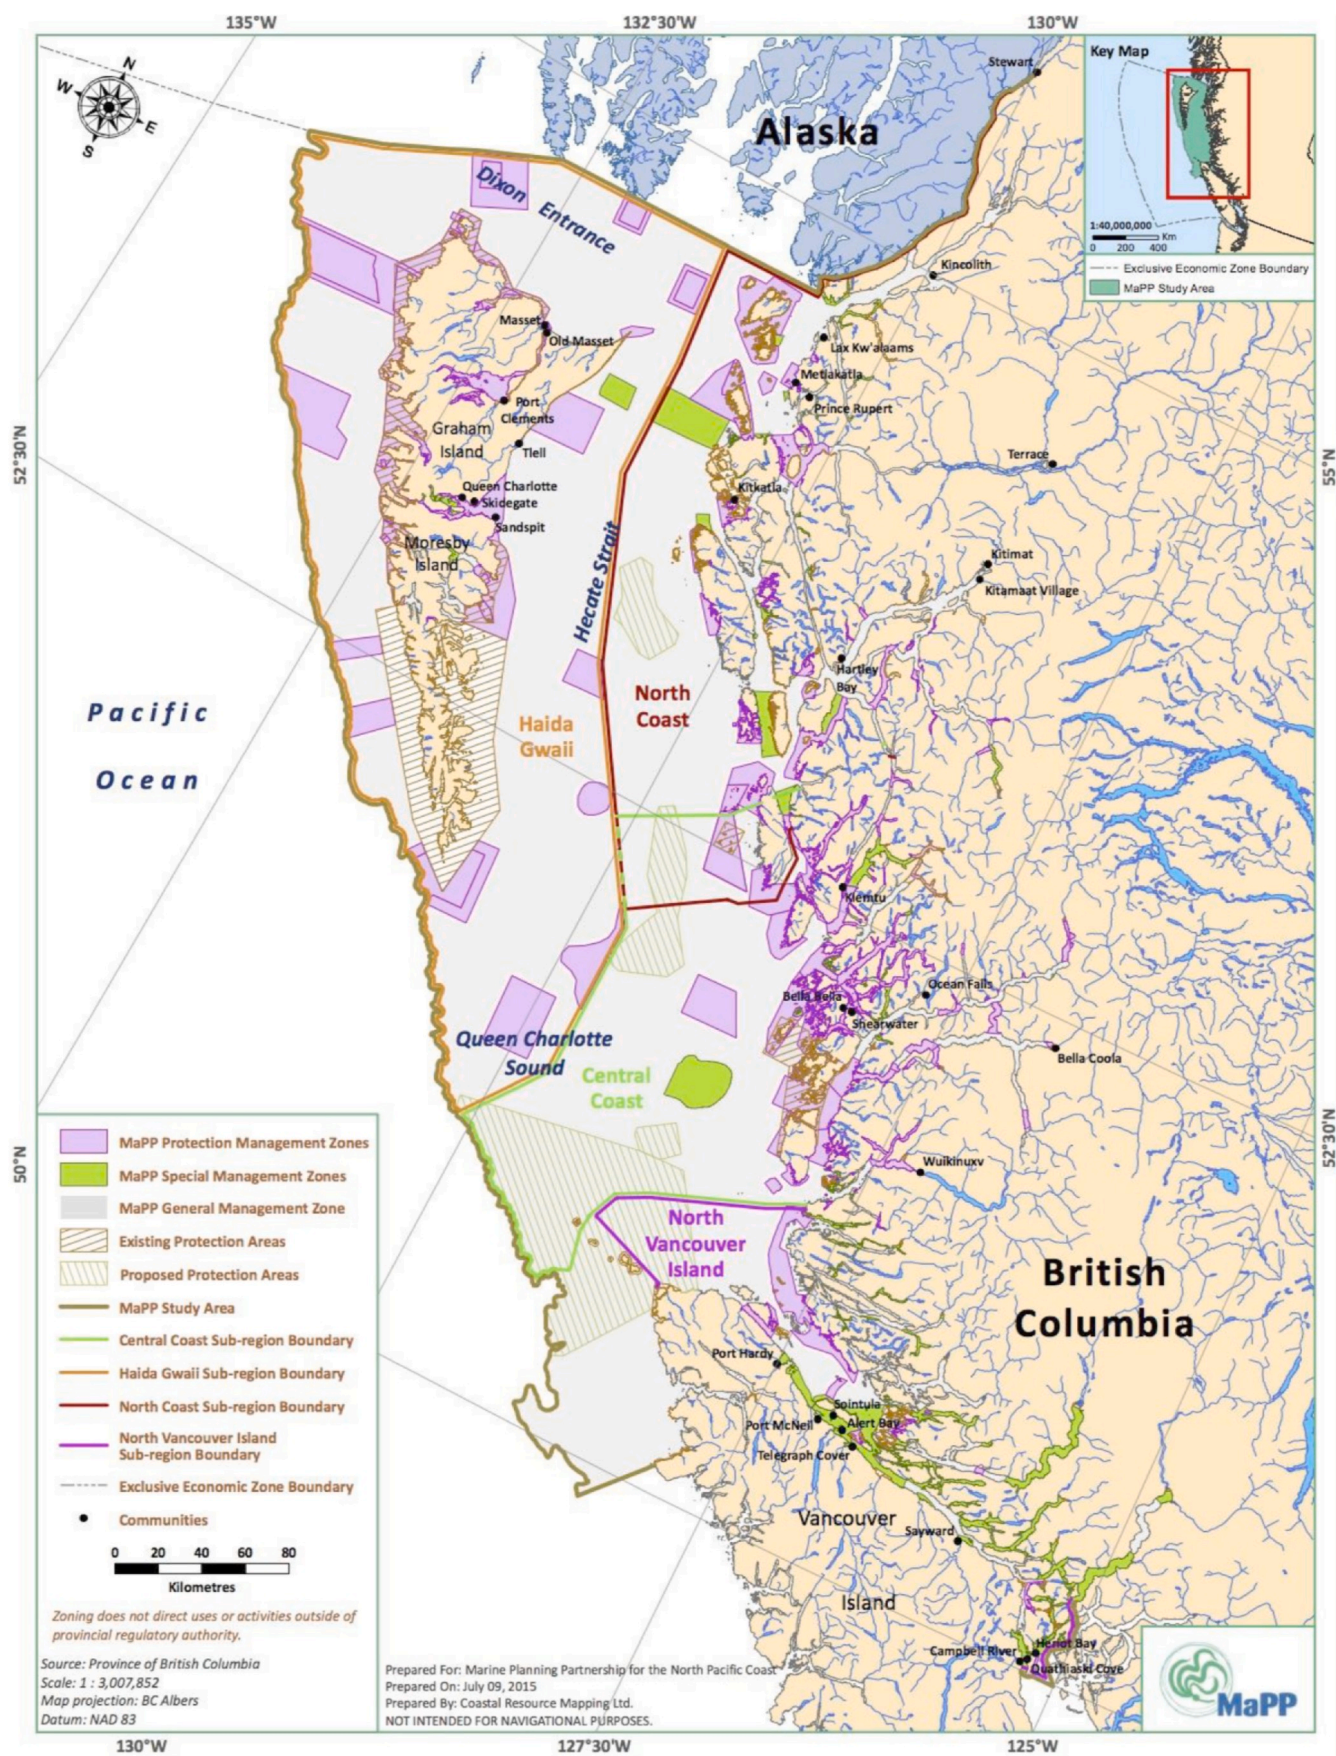 135°W
132°30'W
130°W
N
W
E
S
Alaska
Stewart
Key Map
1:40,000,000
Km
0 200 400
Exclusive Economic Zone Boundary
MaPP Study Area
Dixon
Entrance
Kincolith
Masset
Old Masset
Lax Kw'alaams
Metlakatla
Prince Rupert
Port
Clements
Graham
Island
Tlell
Terrace
52°30'N
55°N
Queen Charlotte
Skidegate
Sandspit
Kitkatla
Moresby
Island
Hecate Strait
Kitimat
Kitamaat Village
Hartley
Bay
Pacific
Ocean
North
Coast
Haida
Gwaii
Klemtu
Ocean Falls
Bella Bella
Shearwater
Queen Charlotte
Sound
Bella Coola
Central
Coast
50°N
52°30'N
Wuikinuxv
North
Vancouver
Island
British
Columbia
Port Hardy
Sointula
Port McNeil
Alert Bay
Telegraph Cover
Vancouver
Sayward
Island
Campbell River
Heriot Bay
Quathiaski Cove
MaPP Protection Management Zones
MaPP Special Management Zones
MaPP General Management Zone
Existing Protection Areas
Proposed Protection Areas
MaPP Study Area
Central Coast Sub-region Boundary
Haida Gwaii Sub-region Boundary
North Coast Sub-region Boundary
North Vancouver Island
Sub-region Boundary
Exclusive Economic Zone Boundary
Communities
0 20 40 60 80
Kilometres
Zoning does not direct uses or activities outside of
provincial regulatory authority.
Source: Province of British Columbia
Scale: 1 : 3,007,852
Map projection: BC Albers
Datum: NAD 83
Prepared For: Marine Planning Partnership for the North Pacific Coast
Prepared On: July 09, 2015
Prepared By: Coastal Resource Mapping Ltd.
NOT INTENDED FOR NAVIGATIONAL PURPOSES.
MaPP
130°W
127°30'W
125°W